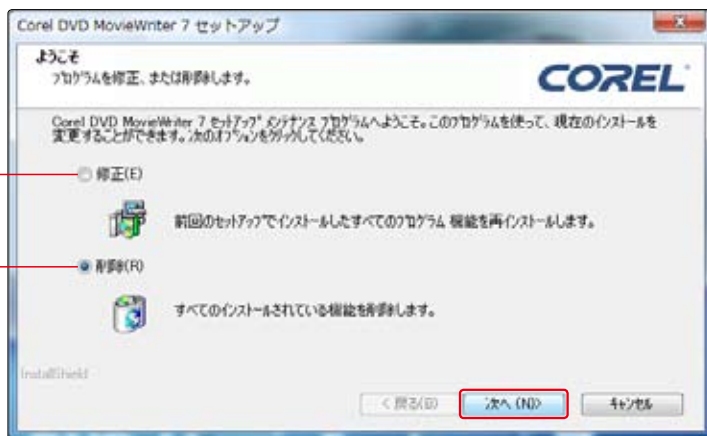 Corel DVD MovieWriter 7 セットアップ
ようこそ
プログラムを修正、または削除します。
COREL
Corel DVD MovieWriter 7 セットアップ メンテナンス プログラムへようこそ。このプログラムを使って、現在のインストールを
変更することができます。次のオプションをクリックしてください。
修正(E)
前回のセットアップでインストールしたすべてのプログラム 機能を再インストールします。
削除(R)
すべてのインストールされている機能を削除します。
InstallShield
< 戻る(B)
次へ (N)>
キャンセル